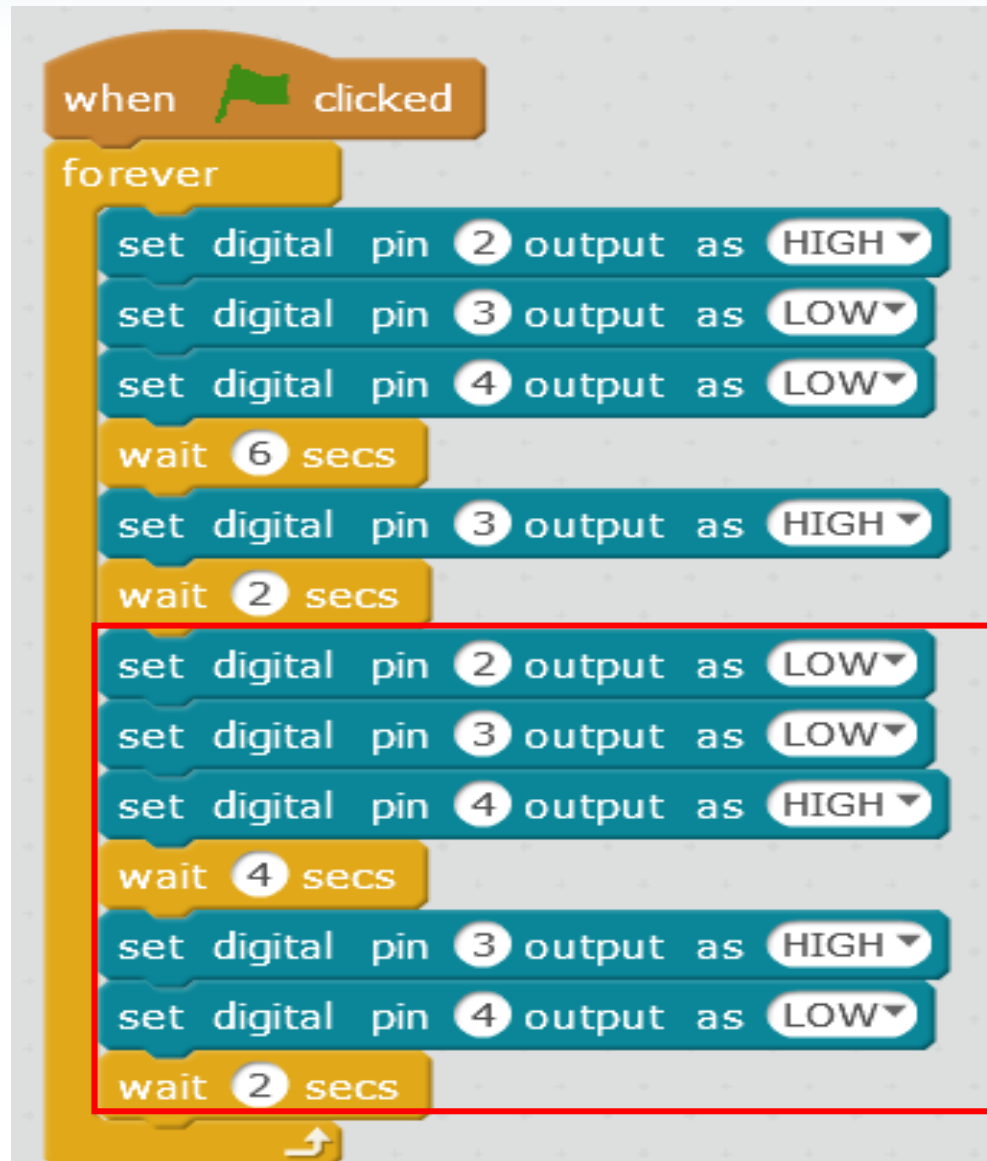 when clicked
forever
set digital pin 2 output as HIGH
set digital pin 3 output as LOW
set digital pin 4 output as LOW
wait 6 secs
set digital pin 3 output as HIGH
wait 2 secs
set digital pin 2 output as LOW
set digital pin 3 output as LOW
set digital pin 4 output as HIGH
wait 4 secs
set digital pin 3 output as HIGH
set digital pin 4 output as LOW
wait 2 secs